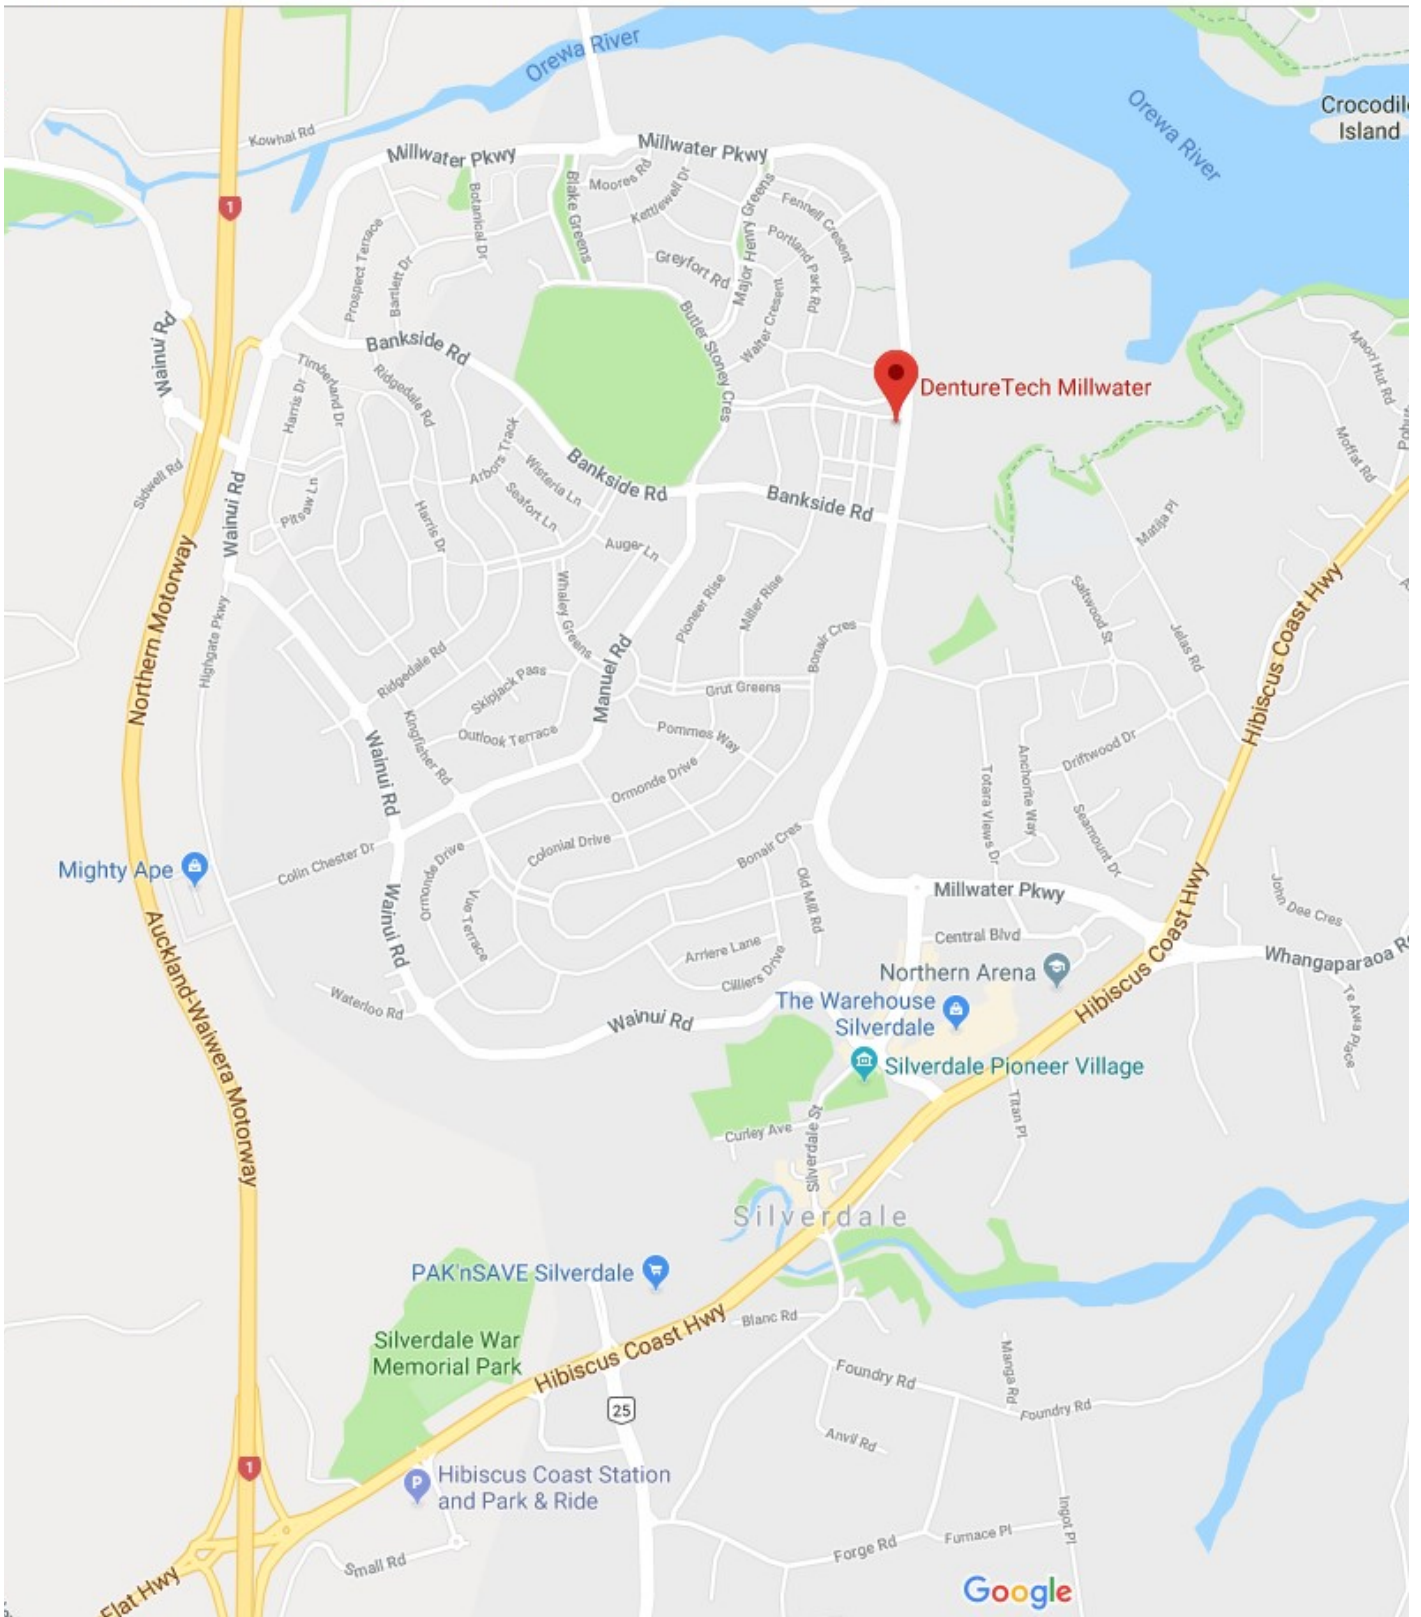 Orewa River
Orewa River
Crocodile
Island
Kowhai Rd
Millwater Pkwy
Millwater Pkwy
1
Moores Rd
Botanical Dr
Blake Greens
Kettlewell Dr
Major Henry Greens
Fennell Cresent
Portland Park Rd
Prospect Terrace
Bartlett Dr
Greyfort Rd
Walter Cresent
Butler Stoney Cres
Wainui Rd
Wainui Rd
Bankside Rd
Timberland Dr
Ridgedale Rd
Harris Dr
DentureTech Millwater
Maori Hut Rd
Moffat Rd
Arbors Track
Wisteria Ln
Seafort Ln
Bankside Rd
Bankside Rd
Sidwell Rd
Wainui Rd
Pitsaw Ln
Harris Dr
Auger Ln
Matija Pl
Northern Motorway
Highgate Pkwy
Whaley Greens
Pioneer Rise
Miller Rise
Bonair Cres
Saltwood St
Jelas Rd
Hibiscus Coast Hwy
Ridgedale Rd
Skipjack Pass
Manuel Rd
Grut Greens
Kingfisher Rd
Outlook Terrace
Pommes Way
Wainui Rd
Ormonde Drive
Totara Views Dr
Anchorite Way
Driftwood Dr
Seamount Dr
Mighty Ape
Colin Chester Dr
Ormonde Drive
Colonial Drive
Bonair Cres
Old Mill Rd
Millwater Pkwy
Hibiscus Coast Hwy
John Dee Cres
Wainui Rd
Vue Terrace
Arriere Lane
Cilliers Drive
Central Blvd
Whangaparaoa Rd
Te Awa Place
Northern Arena
Auckland-Waiwera Motorway
Waterloo Rd
Wainui Rd
The Warehouse
Silverdale
Silverdale Pioneer Village
Titan Pl
Curley Ave
Silverdale St
Silverdale
PAK'nSAVE Silverdale
Blanc Rd
Silverdale War
Memorial Park
Hibiscus Coast Hwy
Foundry Rd
Manga Rd
Foundry Rd
25
Anvil Rd
1
P
Hibiscus Coast Station
and Park & Ride
Ingot Pl
Furnace Pl
Forge Rd
Small Rd
Flat Hwy
Google